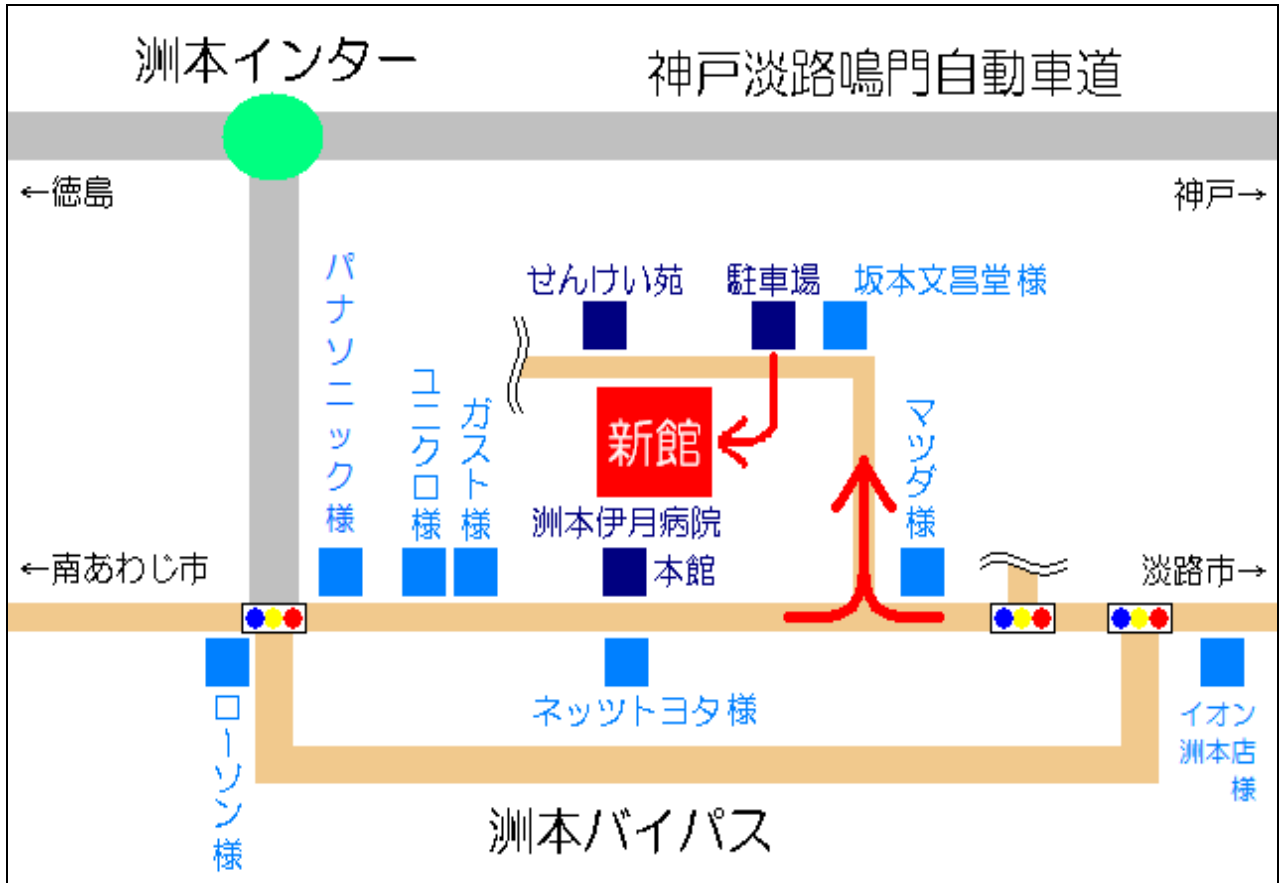 洲本インター
神戸淡路鳴門自動車道
←徳島
神戸→
パナソニック様
ユニクロ様
ガスト様
せんけい苑
駐車場
坂本文昌堂様
新館
マツダ様
洲本伊月病院
本館
←南あわじ市
淡路市→
ローソン様
ネッツトヨタ様
イオン
洲本店
様
洲本バイパス